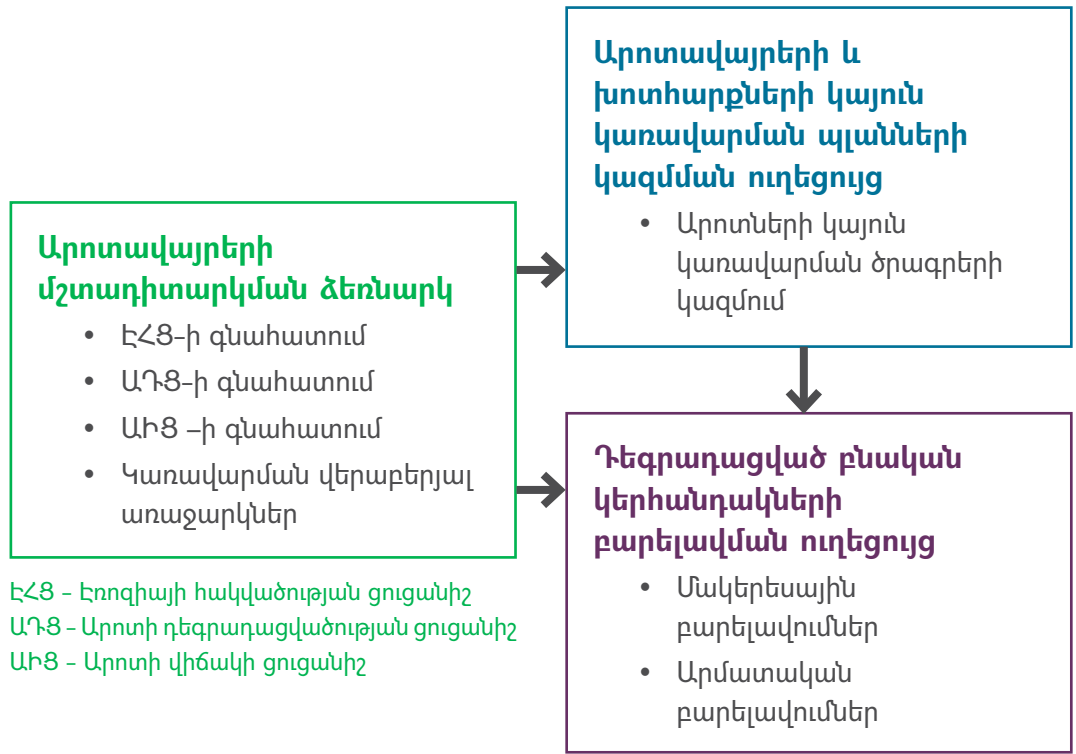 Արոտավայրերի և
խոտհարքների կայուն
կառավարման պլանների
կազմման ուղեցույց
• Արոտների կայուն
կառավարման ծրագրերի
կազմում
Արոտավայրերի
մշտադիտարկման ձեռնարկ
• ԷՀՑ-ի գնահատում
• ԱԴՑ-ի գնահատում
• ԱԻՑ –ի գնահատում
• Կառավարման վերաբերյալ
առաջարկներ
ԷՀՑ - Էռոզիայի հակվածության ցուցանիշ
ԱԴՑ - Արոտի դեգրադացվածության ցուցանիշ
ԱԻՑ - Արոտի վիճակի ցուցանիշ
Դեգրադացված բնական
կերհանդակների
բարելավման ուղեցույց
• Մակերեսային
բարելավումներ
• Արմատական
բարելավումներ